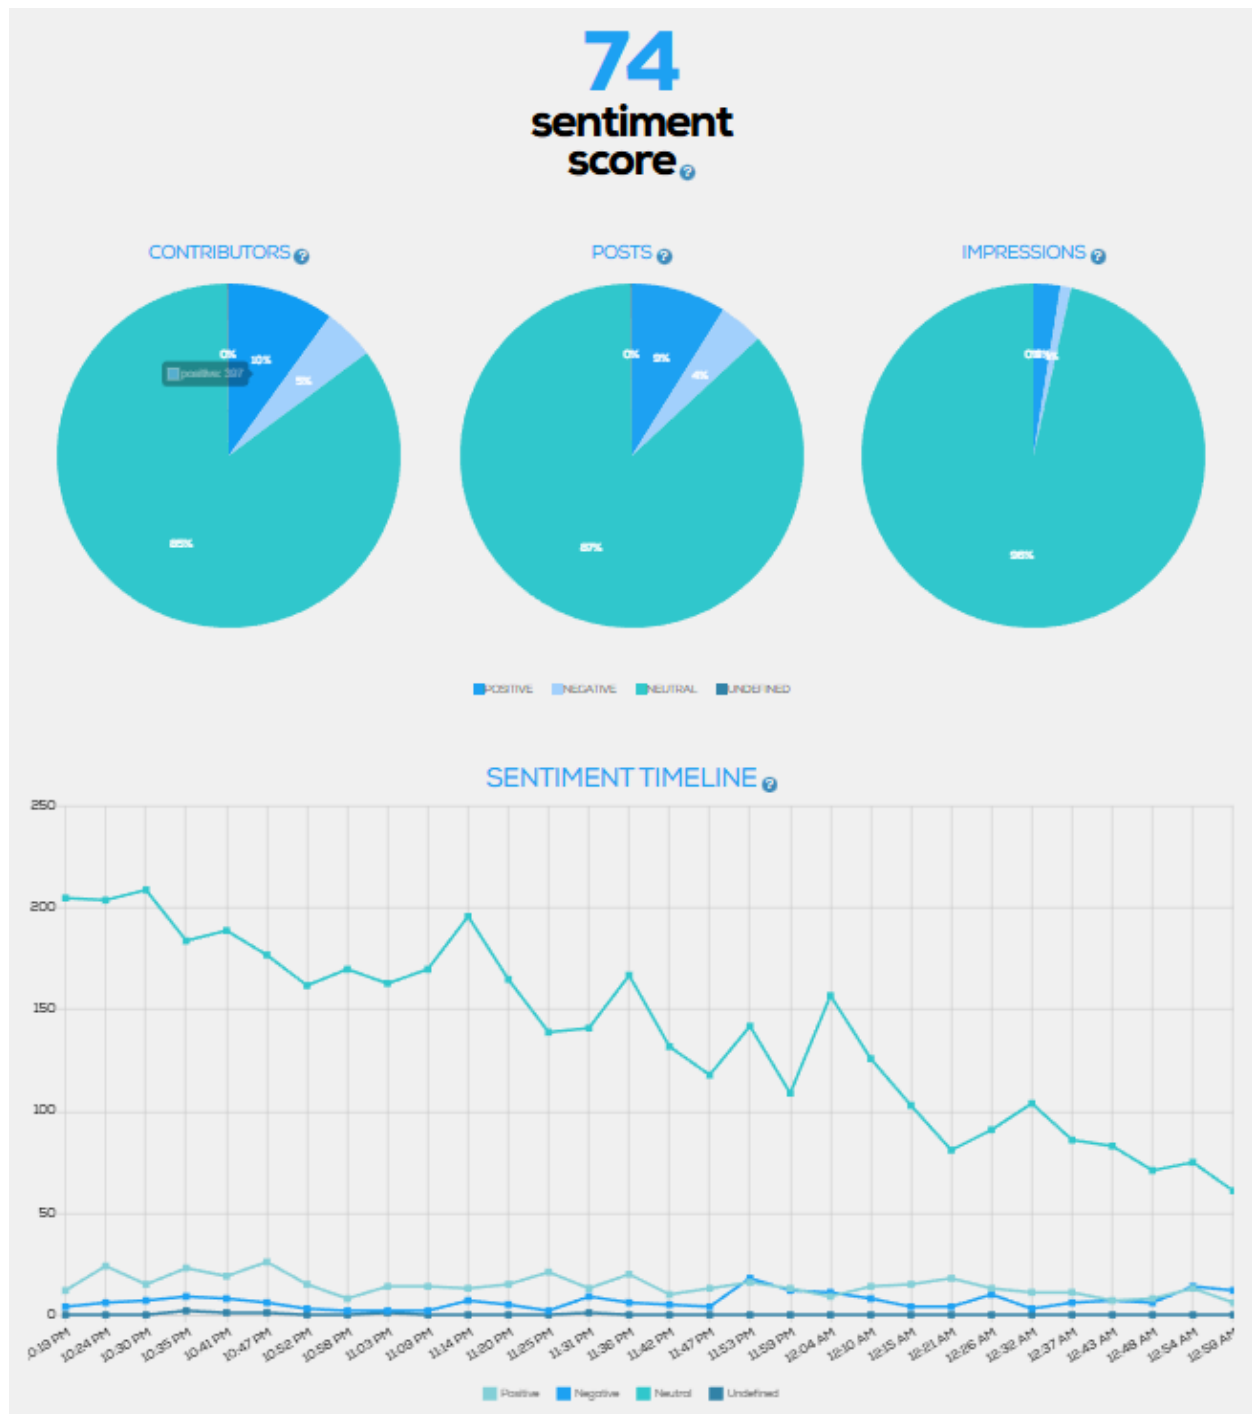 74
sentiment
score ?
CONTRIBUTORS ?
POSTS ?
IMPRESSIONS ?
0% 10% 5% 85%
positive: 397
0% 9% 4% 87%
96%
POSITIVE NEGATIVE NEUTRAL UNDEFINED
SENTIMENT TIMELINE ?
250
200
150
100
50
0
10:19 PM 10:24 PM 10:30 PM 10:35 PM 10:41 PM 10:47 PM 10:52 PM 10:58 PM 11:03 PM 11:09 PM 11:14 PM 11:20 PM 11:25 PM 11:31 PM 11:36 PM 11:42 PM 11:47 PM 11:53 PM 11:59 PM 12:04 AM 12:10 AM 12:15 AM 12:21 AM 12:26 AM 12:32 AM 12:37 AM 12:43 AM 12:48 AM 12:54 AM 12:59 AM
Positive Negative Neutral Undefined